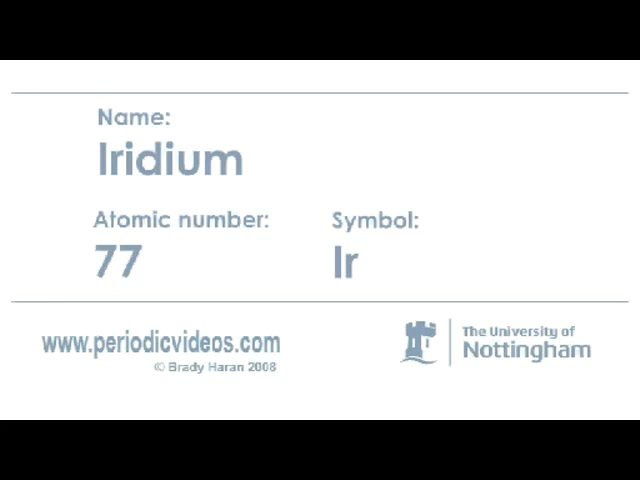 Name:
Iridium
Atomic number: Symbol:
77 Ir
www.periodicvideos.com
© Brady Haran 2008
The University of
Nottingham